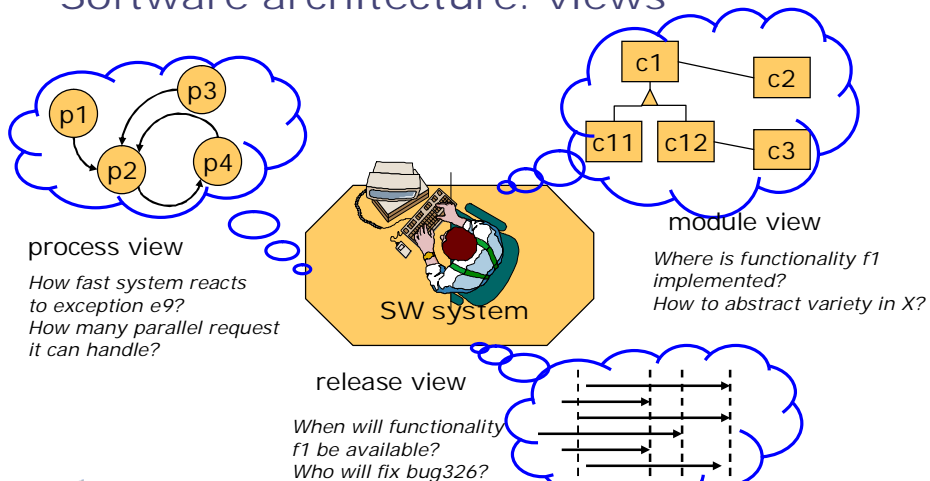 Software architecture: views
p1
p3
p2
p4
process view
How fast system reacts
to exception e9?
How many parallel request
it can handle?
c1
c2
c11
c12
c3
module view
Where is functionality f1
implemented?
How to abstract variety in X?
SW system
release view
When will functionality
f1 be available?
Who will fix bug326?